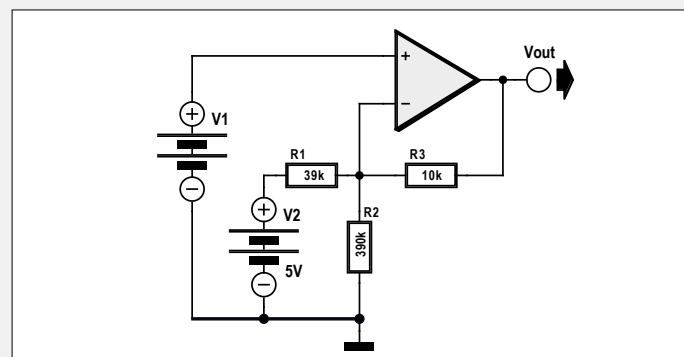 Vout
+
−
+
V1
−
R1
39k
R3
10k
+
V2
R2
390k
5V
−